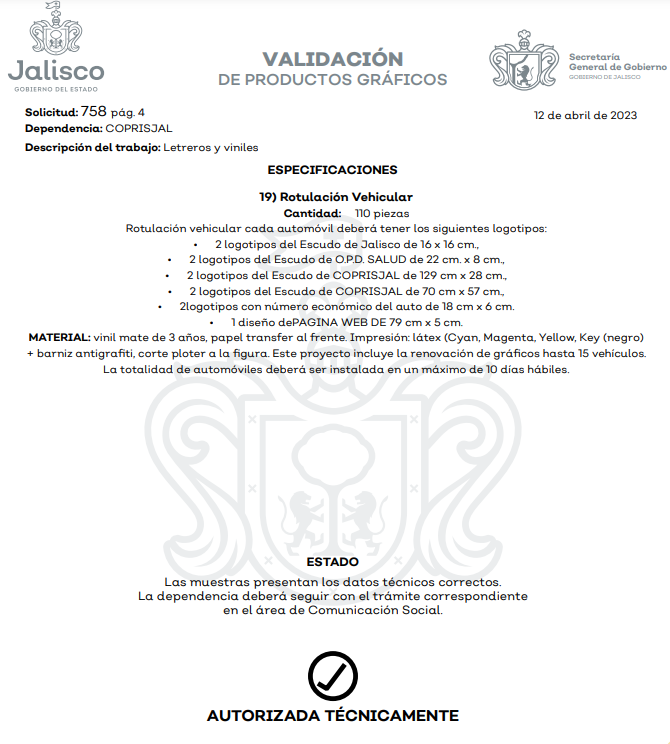 Jalisco
GOBIERNO DEL ESTADO
VALIDACIÓN
DE PRODUCTOS GRÁFICOS
Secretaría
General de Gobierno
GOBIERNO DE JALISCO
Solicitud: 758 pág. 4
12 de abril de 2023
Dependencia: COPRISJAL
Descripción del trabajo: Letreros y viniles
ESPECIFICACIONES
19) Rotulación Vehicular
Cantidad: 110 piezas
Rotulación vehicular cada automóvil deberá tener los siguientes logotipos:
• 2 logotipos del Escudo de Jalisco de 16 x 16 cm.,
• 2 logotipos del Escudo de O.P.D. SALUD de 22 cm. x 8 cm.,
• 2 logotipos del Escudo de COPRISJAL de 129 cm x 28 cm.,
• 2 logotipos del Escudo de COPRISJAL de 70 cm x 57 cm.,
• 2logotipos con número económico del auto de 18 cm x 6 cm.
• 1 diseño dePAGINA WEB DE 79 cm x 5 cm.
MATERIAL: vinil mate de 3 años, papel transfer al frente. Impresión: látex (Cyan, Magenta, Yellow, Key (negro)
+ barniz antigrafiti, corte ploter a la figura. Este proyecto incluye la renovación de gráficos hasta 15 vehículos.
La totalidad de automóviles deberá ser instalada en un máximo de 10 días hábiles.
ESTADO
Las muestras presentan los datos técnicos correctos.
La dependencia deberá seguir con el trámite correspondiente
en el área de Comunicación Social.
AUTORIZADA TÉCNICAMENTE